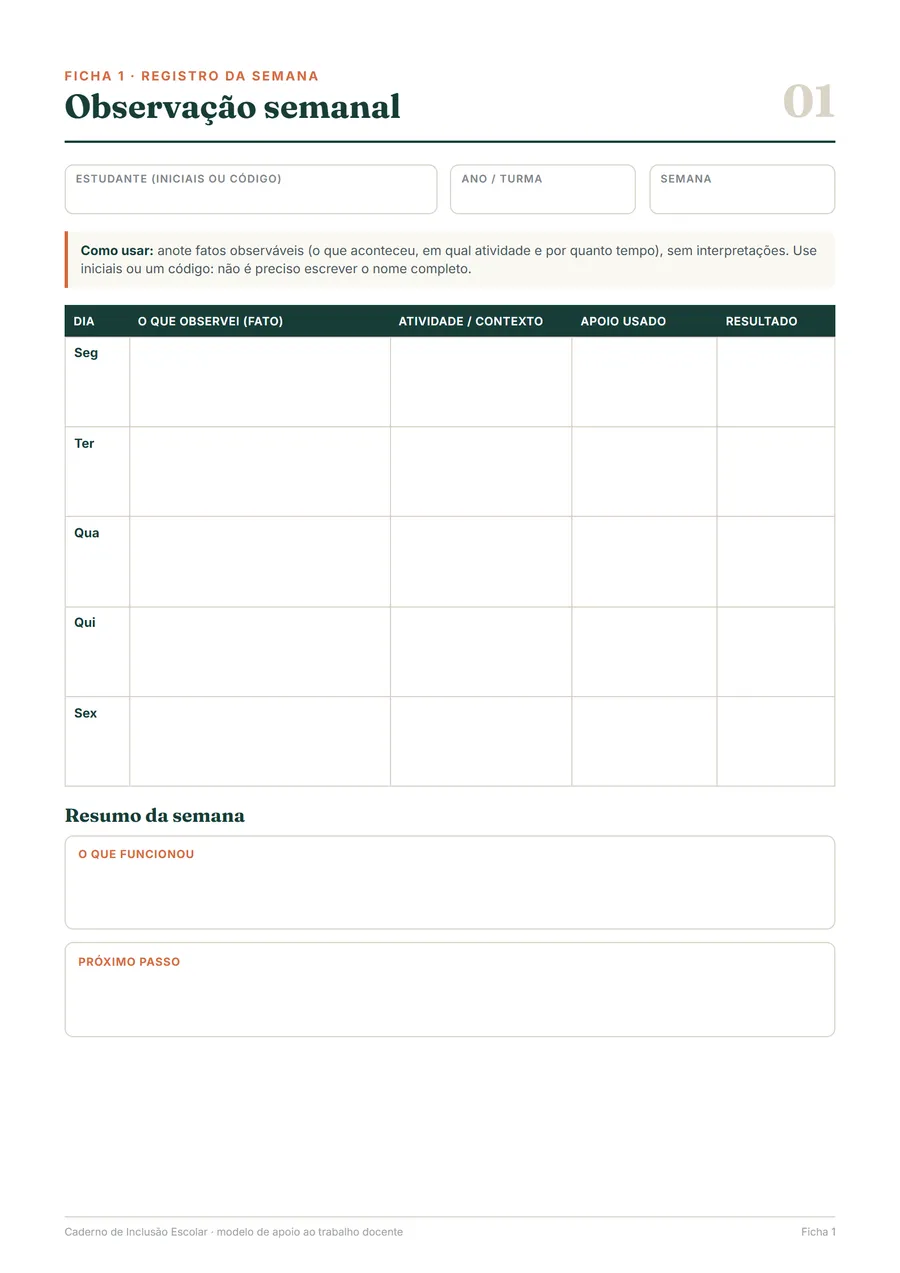 FICHA 1 · REGISTRO DA SEMANA
Observação semanal
01
ESTUDANTE (INICIAIS OU CÓDIGO)
ANO / TURMA
SEMANA
Como usar: anote fatos observáveis (o que aconteceu, em qual atividade e por quanto tempo), sem interpretações. Use
iniciais ou um código: não é preciso escrever o nome completo.
DIA
O QUE OBSERVEI (FATO)
ATIVIDADE / CONTEXTO
APOIO USADO
RESULTADO
Seg
Ter
Qua
Qui
Sex
Resumo da semana
O QUE FUNCIONOU
PRÓXIMO PASSO
Caderno de Inclusão Escolar · modelo de apoio ao trabalho docente
Ficha 1